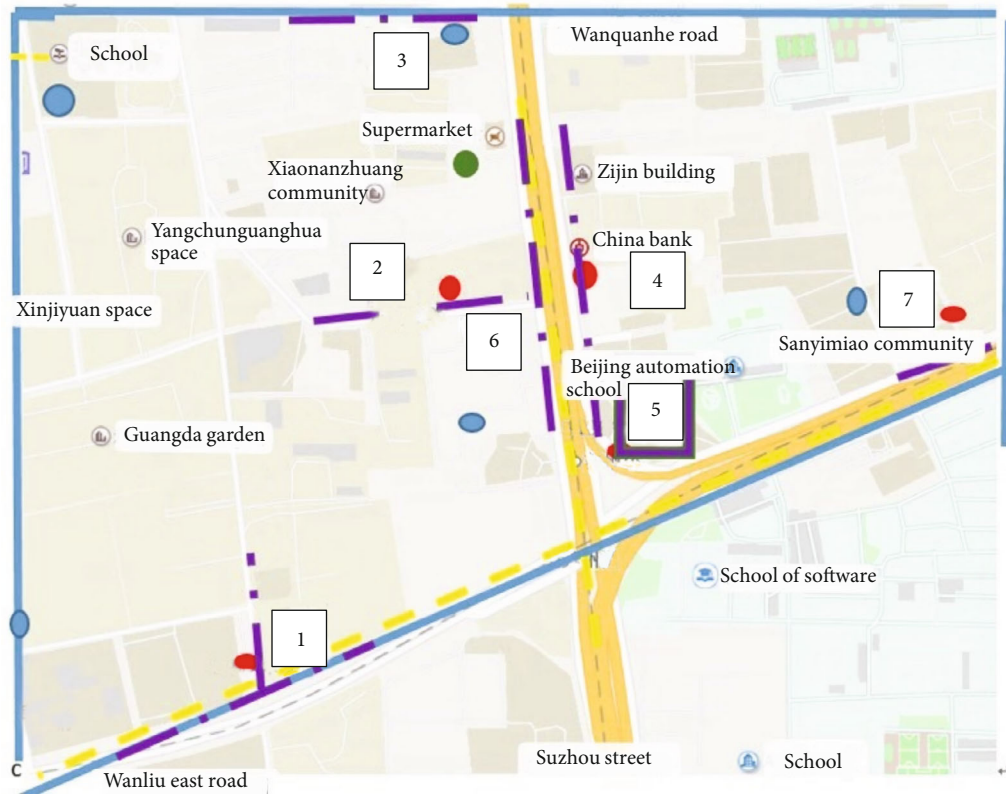 Wanquanhe road
School
3
Supermarket
Xiaonanzhuang
community
Zijin building
Yangchunguanghua
space
China bank
2
4
7
Xinjiyuan space
6
Sanyimiao community
Beijing automation
school
5
Guangda garden
School of software
1
Suzhou street
School
Wanliu east road
C